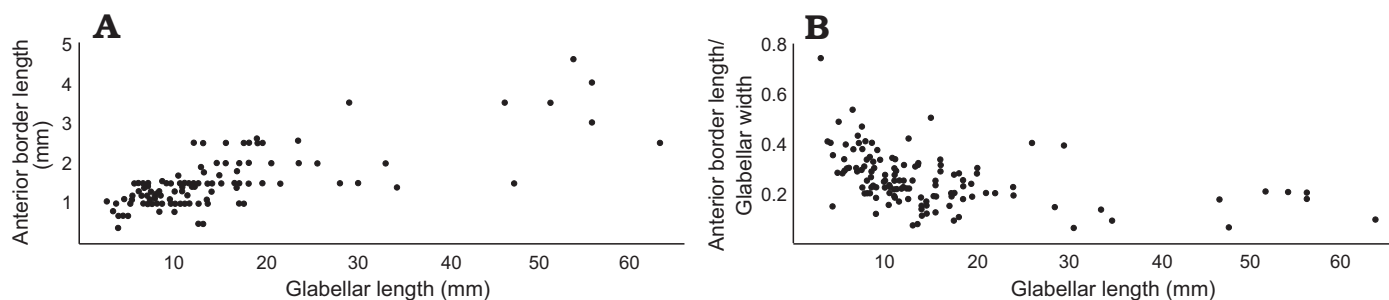 A
Anterior border length
(mm)
5
4
3
2
1
10 20 30 40 50 60
Glabellar length (mm)
B
Anterior border length/
Glabellar width
0.8
0.6
0.4
0.2
10 20 30 40 50 60
Glabellar length (mm)